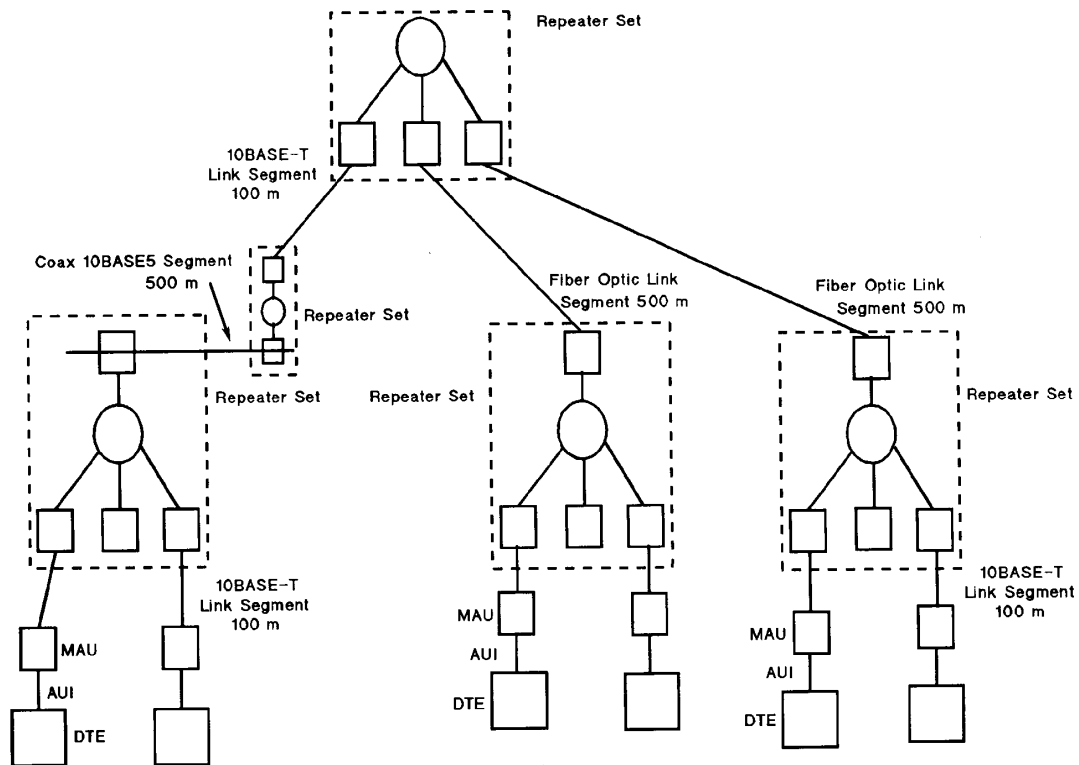 Repeater Set
10BASE-T
Link Segment
100 m
Coax 10BASE5 Segment
500 m
Repeater Set
Fiber Optic Link
Segment 500 m
Fiber Optic Link
Segment 500 m
Repeater Set
Repeater Set
Repeater Set
10BASE-T
Link Segment
100 m
10BASE-T
Link Segment
100 m
MAU
AUI
DTE
MAU
AUI
DTE
MAU
AUI
DTE